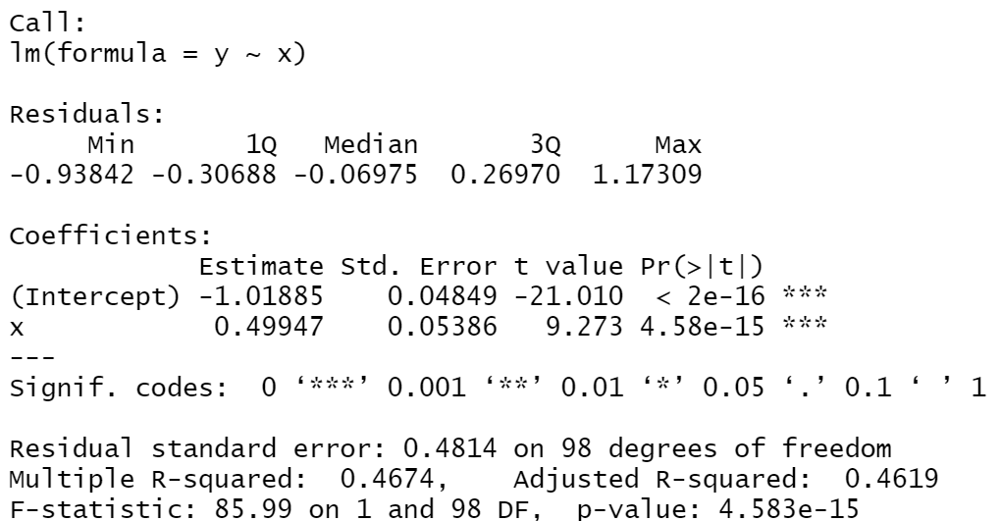 Call:
lm(formula = y ~ x)
Residuals:
Min 1Q Median 3Q Max
-0.93842 -0.30688 -0.06975 0.26970 1.17309
Coefficients:
Estimate Std. Error t value Pr(>|t|)
(Intercept) -1.01885 0.04849 -21.010 < 2e-16 ***
x 0.49947 0.05386 9.273 4.58e-15 ***
---
Signif. codes: 0 ‘***’ 0.001 ‘**’ 0.01 ‘*’ 0.05 ‘.’ 0.1 ‘ ’ 1
Residual standard error: 0.4814 on 98 degrees of freedom
Multiple R-squared: 0.4674, Adjusted R-squared: 0.4619
F-statistic: 85.99 on 1 and 98 DF, p-value: 4.583e-15